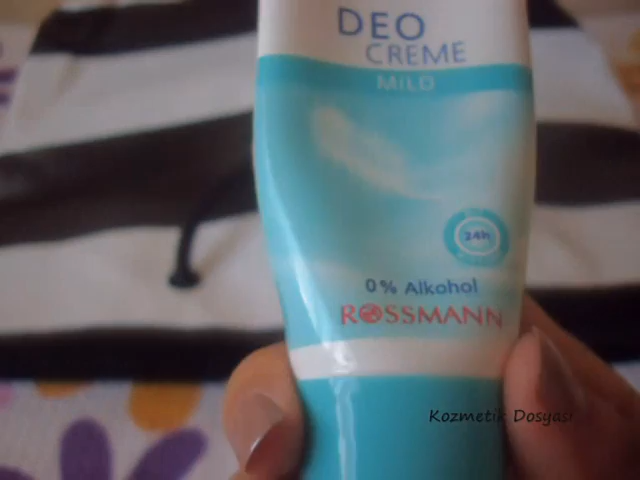 DEO
CREME
MILD
24h
0% Alkohol
ROSSMANN
Kozmetik Dosyası